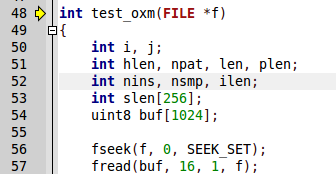 48 int test_oxm(FILE *f)
49 {
50 int i, j;
51 int hlen, npat, len, plen;
52 int nins, nsmp, ilen;
53 int slen[256];
54 uint8 buf[1024];
55
56 fseek(f, 0, SEEK_SET);
57 fread(buf, 16, 1, f);